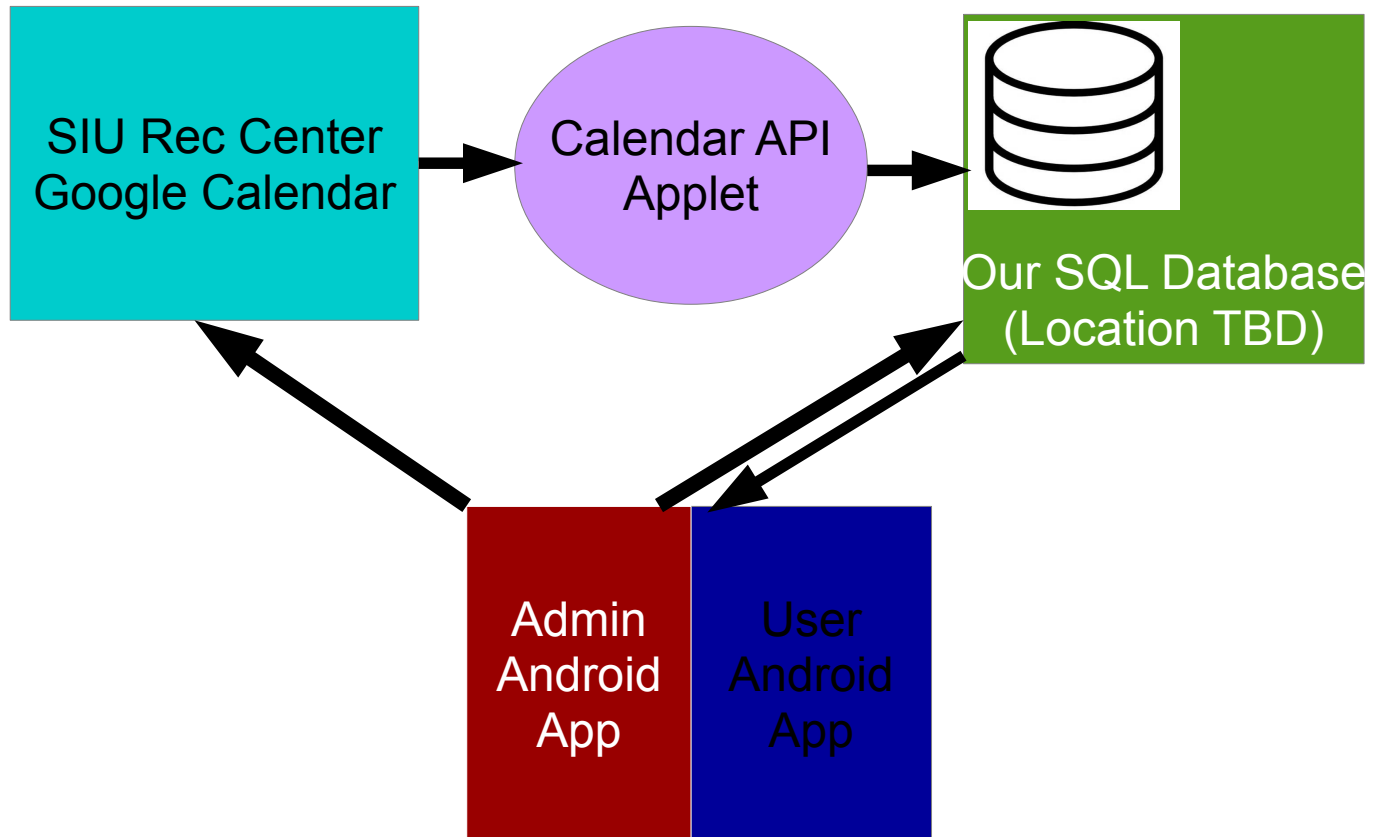 SIU Rec Center
Google Calendar
Calendar API
Applet
Our SQL Database
(Location TBD)
Admin
Android
App
User
Android
App